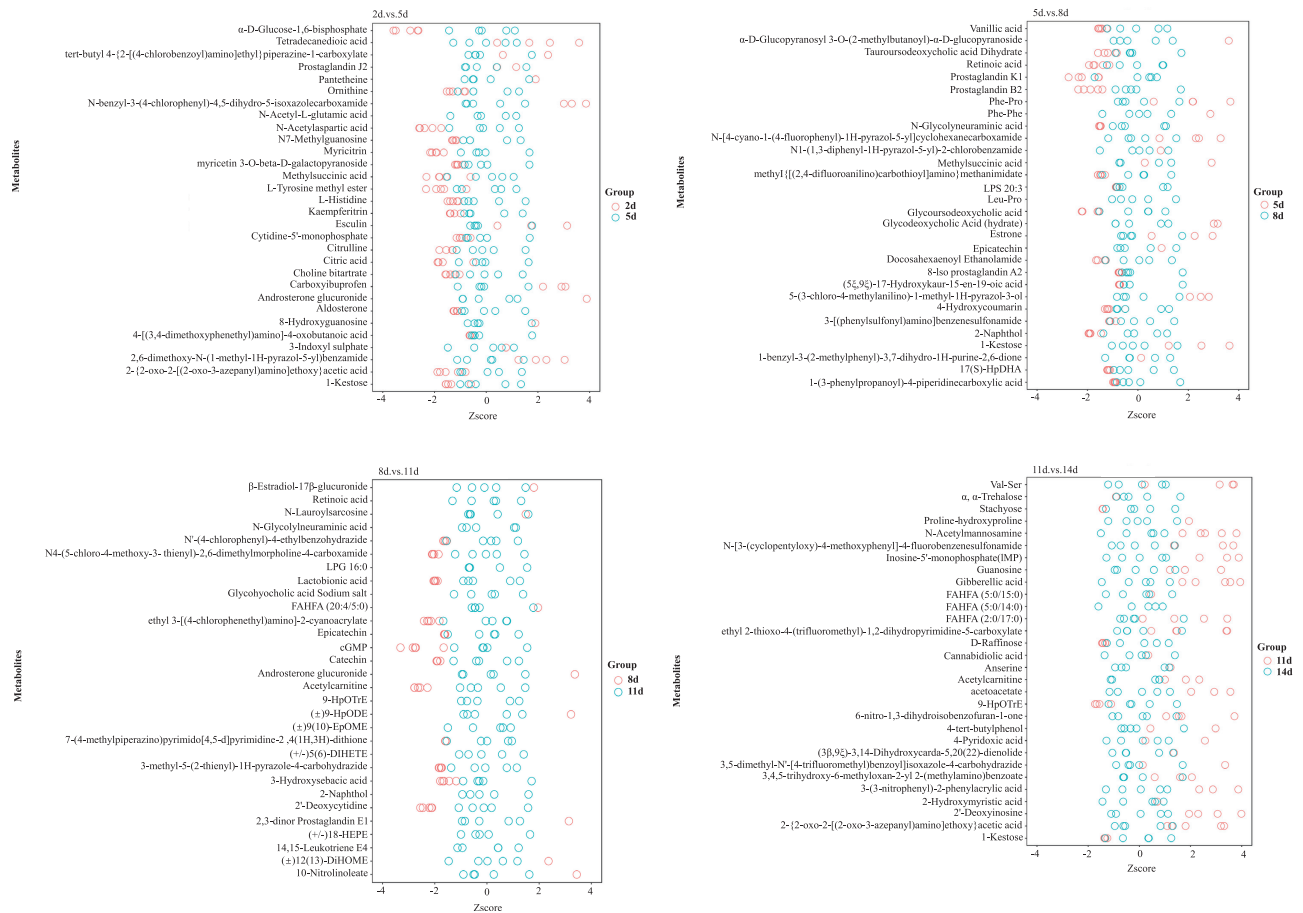 2d.vs.5d
α-D-Glucose-1,6-bisphosphate
Tetradecanedioic acid
tert-butyl 4-{2-[(4-chlorobenzoyl)amino]ethyl}piperazine-1-carboxylate
Prostaglandin J2
Pantetheine
Ornithine
N-benzyl-3-(4-chlorophenyl)-4,5-dihydro-5-isoxazolecarboxamide
N-Acetyl-L-glutamic acid
N-Acetylaspartic acid
N7-Methylguanosine
Myricitrin
myricetin 3-O-beta-D-galactopyranoside
Methylsuccinic acid
L-Tyrosine methyl ester
L-Histidine
Kaempferitrin
Esculin
Cytidine-5'-monophosphate
Citrulline
Citric acid
Choline bitartrate
Carboxyibuprofen
Androsterone glucuronide
Aldosterone
8-Hydroxyguanosine
4-[(3,4-dimethoxyphenethyl)amino]-4-oxobutanoic acid
3-Indoxyl sulphate
2,6-dimethoxy-N-(1-methyl-1H-pyrazol-5-yl)benzamide
2-{2-oxo-2-[(2-oxo-3-azepanyl)amino]ethoxy}acetic acid
1-Kestose
Metabolites
-4 -2 0 2 4
Zscore
Group
2d
5d
5d.vs.8d
Vanillic acid
α-D-Glucopyranosyl 3-O-(2-methylbutanoyl)-α-D-glucopyranoside
Tauroursodeoxycholic acid Dihydrate
Retinoic acid
Prostaglandin K1
Prostaglandin B2
Phe-Pro
Phe-Phe
N-Glycolyneuraminic acid
N-[4-cyano-1-(4-fluorophenyl)-1H-pyrazol-5-yl]cyclohexanecarboxamide
N1-(1,3-diphenyl-1H-pyrazol-5-yl)-2-chlorobenzamide
Methylsuccinic acid
methyl{[(2,4-difluoroanilino)carbothioyl]amino}methanimidate
LPS 20:3
Leu-Pro
Glycoursodeoxycholic acid
Glycodeoxycholic Acid (hydrate)
Estrone
Epicatechin
Docosahexaenoyl Ethanolamide
8-Iso prostaglandin A2
(5ξ,9ξ)-17-Hydroxykaur-15-en-19-oic acid
5-(3-chloro-4-methylanilino)-1-methyl-1H-pyrazol-3-ol
4-Hydroxycoumarin
3-[(phenylsulfonyl)amino]benzenesulfonamide
2-Naphthol
1-Kestose
1-benzyl-3-(2-methylphenyl)-3,7-dihydro-1H-purine-2,6-dione
17(S)-HpDHA
1-(3-phenylpropanoyl)-4-piperidinecarboxylic acid
Metabolites
-4 -2 0 2 4
Zscore
Group
5d
8d
8d.vs.11d
β-Estradiol-17β-glucuronide
Retinoic acid
N-Lauroylsarcosine
N-Glycolylneuraminic acid
N'-(4-chlorophenyl)-4-ethylbenzohydrazide
N4-(5-chloro-4-methoxy-3- thienyl)-2,6-dimethylmorpholine-4-carboxamide
LPG 16:0
Lactobionic acid
Glycohyocholic acid Sodium salt
FAHFA (20:4/5:0)
ethyl 3-[(4-chlorophenethyl)amino]-2-cyanoacrylate
Epicatechin
cGMP
Catechin
Androsterone glucuronide
Acetylcarnitine
9-HpOTrE
(±)9-HpODE
(±)9(10)-EpOME
7-(4-methylpiperazino)pyrimido[4,5-d]pyrimidine-2 ,4(1H,3H)-dithione
(+/-)5(6)-DIHETE
3-methyl-5-(2-thienyl)-1H-pyrazole-4-carbohydrazide
3-Hydroxysebacic acid
2-Naphthol
2'-Deoxycytidine
2,3-dinor Prostaglandin E1
(+/-)18-HEPE
14,15-Leukotriene E4
(±)12(13)-DiHOME
10-Nitrolinoleate
Metabolites
-4 -2 0 2 4
Zscore
Group
8d
11d
11d.vs.14d
Val-Ser
α, α-Trehalose
Stachyose
Proline-hydroxyproline
N-Acetylmannosamine
N-[3-(cyclopentyloxy)-4-methoxyphenyl]-4-fluorobenzenesulfonamide
Inosine-5'-monophosphate(IMP)
Guanosine
Gibberellic acid
FAHFA (5:0/15:0)
FAHFA (5:0/14:0)
FAHFA (2:0/17:0)
ethyl 2-thioxo-4-(trifluromethyl)-1,2-dihydropyrimidine-5-carboxylate
D-Raffinose
Cannabidiolic acid
Anserine
Acetylcarnitine
acetoacetate
9-HpOTrE
6-nitro-1,3-dihydroisobenzofuran-1-one
4-tert-butylphenol
4-Pyridoxic acid
(3β,9ξ)-3,14-Dihydroxycarda-5,20(22)-dienolide
3,5-dimethyl-N'-[4-trifluoromethyl)benzoyl]isoxazole-4-carbohydrazide
3,4,5-trihydroxy-6-methyloxan-2-yl 2-(methylamino)benzoate
3-(3-nitrophenyl)-2-phenylacrylic acid
2-Hydroxymyristic acid
2'-Deoxyinosine
2-{2-oxo-2-[(2-oxo-3-azepanyl)amino]ethoxy}acetic acid
1-Kestose
Metabolites
-4 -2 0 2 4
Zscore
Group
11d
14d